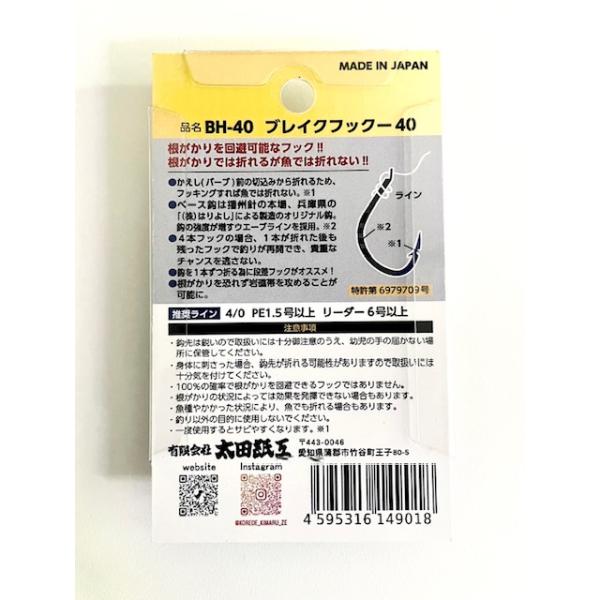 MADE IN JAPAN
品名 BH-40 ブレイクフックー40
根がかりを回避可能なフック!!
根がかりでは折れるが魚では折れない!!
●かえし(バーブ)前の切込みから折れるため、
フッキングすれば魚では折れない。※1
●ベース鈎は播州針の本場、兵庫県の
「(株)はりよし」による製造のオリジナル鈎。
鈎の強度が増すウエーブラインを採用。※2
●4本フックの場合、1本が折れた後も
残ったフックで釣りが再開でき、貴重な
チャンスを逃さない。
●鈎を1本ずつ折る為に段差フックがオススメ!
●根がかりを恐れず岩礁帯を攻めることが
可能に。
ライン
※2
※1
特許第6979709号
推奨ライン 4/0 PE1.5号以上 リーダー6号以上
注意事項
・鈎先は鋭いので取扱いには十分御注意のうえ、幼児の手の届かない場
所に保管してください。
・身体に刺さった場合、鈎先が折れる可能性がありますので取扱いには
十分気を付けてください。
・100%の確率で根がかりを回避できるフックではありません。
・根がかりの状況によっては効果を発揮できない場合もあります。
・魚種やかかった状況により、魚でも折れる場合もあります。
・釣り以外の目的に使用しないでください。
・一度使用するとサビやすくなります。※1
有限会社 太田紙工 〒443-0046
愛知県蒲郡市竹谷町王子80-5
website Instagram
@KOREDE_KIMARU_ZE
4 595316 149018